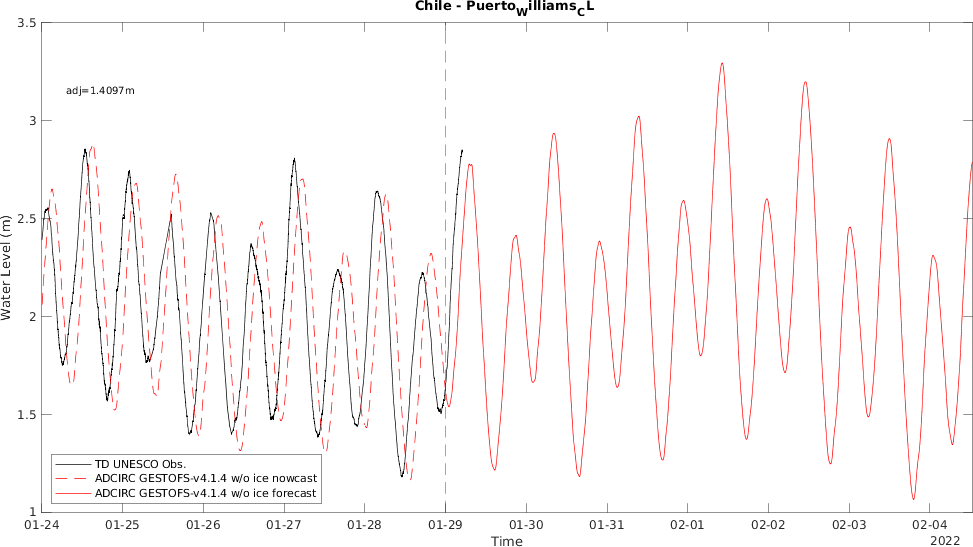 Chile - PuertoWilliamsCL
3.5
3
2.5
2
1.5
1
Water Level (m)
adj=1.4097m
TD UNESCO Obs.
ADCIRC GESTOFS-v4.1.4 w/o ice nowcast
ADCIRC GESTOFS-v4.1.4 w/o ice forecast
01-24 01-25 01-26 01-27 01-28 01-29 01-30 01-31 02-01 02-02 02-03 02-04
Time
2022